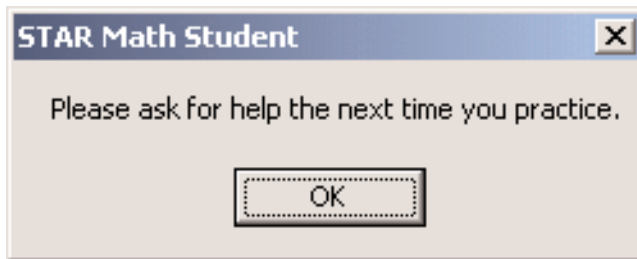 STAR Math Student
Please ask for help the next time you practice.
OK